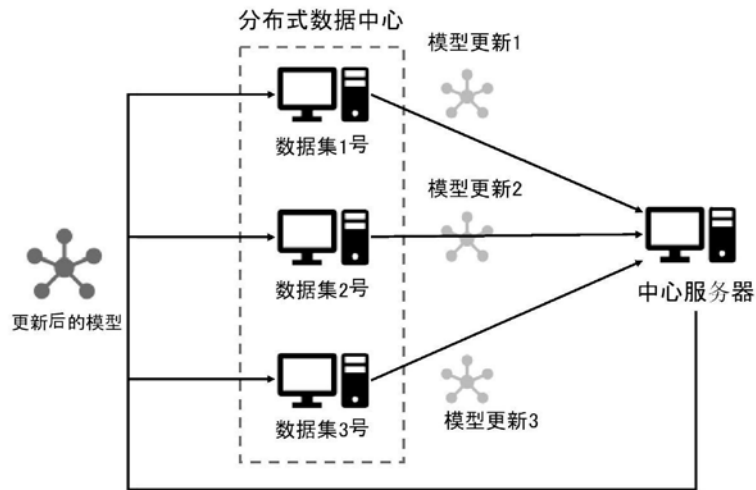 分布式数据中心
模型更新1
数据集1号
模型更新2
数据集2号
中心服务器
更新后的模型
数据集3号
模型更新3